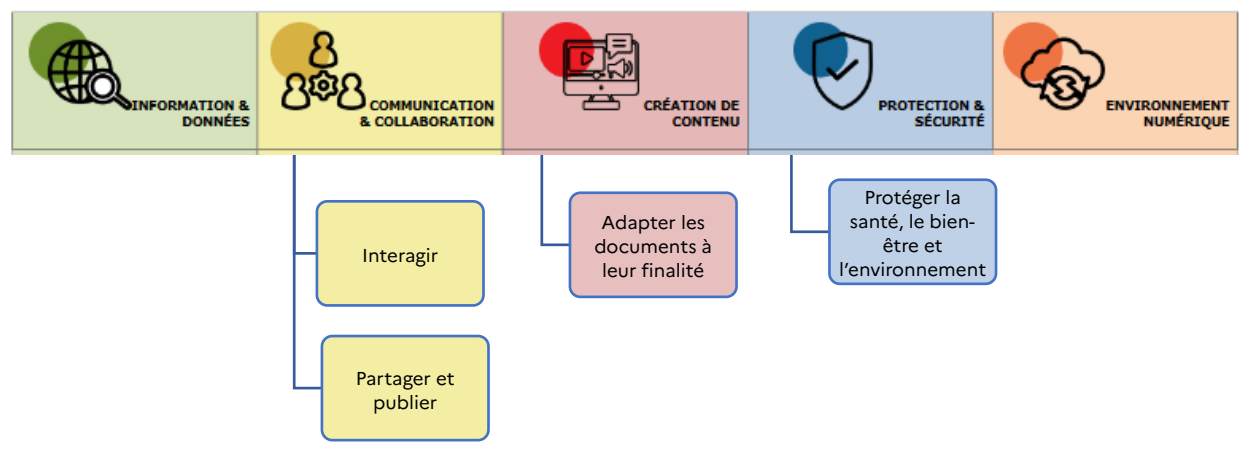 INFORMATION &
DONNÉES
COMMUNICATION
& COLLABORATION
CRÉATION DE
CONTENU
PROTECTION &
SÉCURITÉ
ENVIRONNEMENT
NUMÉRIQUE
Interagir
Partager et
publier
Adapter les
documents à
leur finalité
Protéger la
santé, le bien-
être et
l’environnement